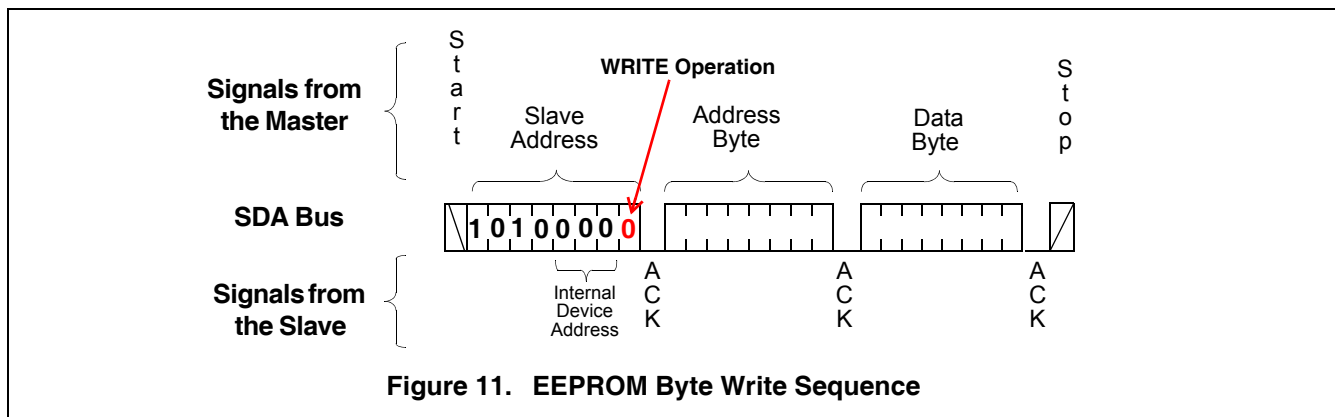 Start
WRITE Operation
Stop
Signals from
the Master
Slave
Address
Address
Byte
Data
Byte
SDA Bus
1 0 1 0 0 0 0 0
Signals from
the Slave
Internal
Device
Address
ACK
ACK
ACK
Figure 11. EEPROM Byte Write Sequence